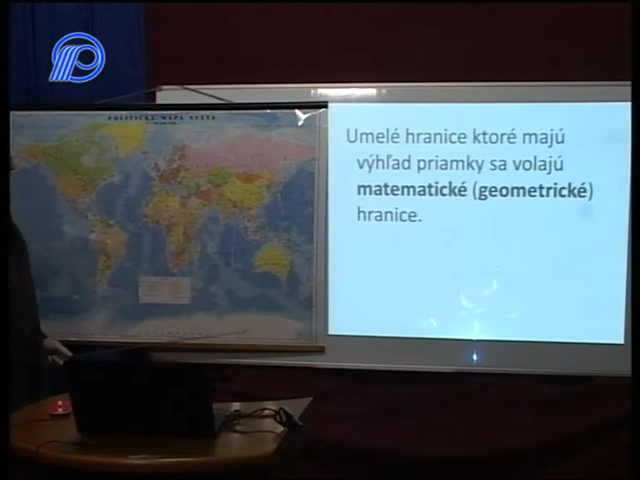 POLITICKÁ MAPA SVETA
Umelé hranice ktoré majú
výhľad priamky sa volajú
matematické (geometrické)
hranice.